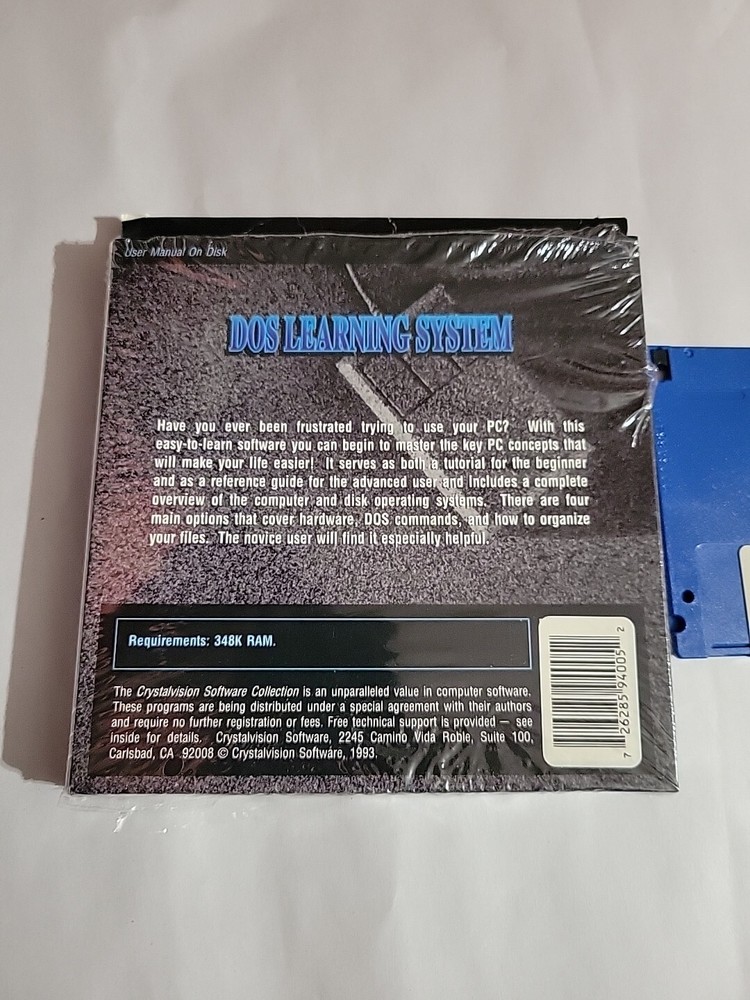 User Manual On Disk
DOS LEARNING SYSTEM
Have you ever been frustrated trying to use your PC? With this
easy-to-learn software you can begin to master the key PC concepts that
will make your life easier! It serves as both a tutorial for the beginner
and as a reference guide for the advanced user and includes a complete
overview of the computer and disk operating systems. There are four
main options that cover hardware, DOS commands, and how to organize
your files. The novice user will find it especially helpful.
Requirements: 348K RAM.
The Crystalvision Software Collection is an unparalleled value in computer software.
These programs are being distributed under a special agreement with their authors
and require no further registration or fees. Free technical support is provided — see
inside for details. Crystalvision Software, 2245 Camino Vida Roble, Suite 100,
Carlsbad, CA 92008 © Crystalvision Software, 1993.
7 26285 94005 2